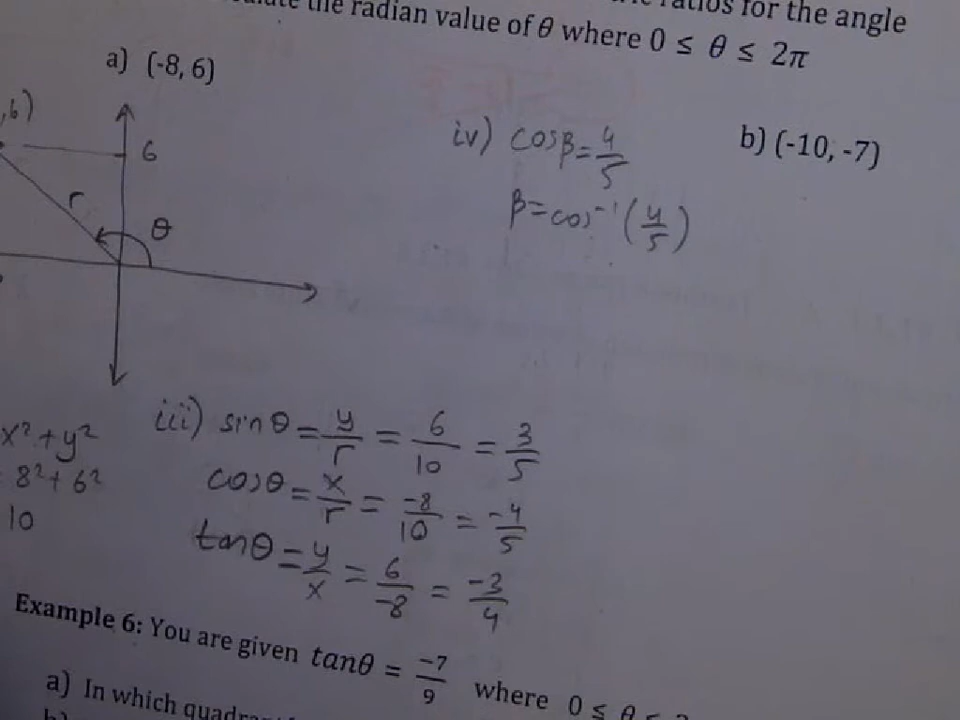 ratios for the angle
the radian value of θ where 0 ≤ θ ≤ 2π
a) (-8, 6)
b) (-10, -7)
,6)
6
r
θ
iv) cosβ = 4/5
β = cos⁻¹(4/5)
x² + y²
8² + 6²
10
iii) sinθ = y/r = 6/10 = 3/5
cosθ = x/r = -8/10 = -4/5
tanθ = y/x = 6/-8 = -3/4
Example 6: You are given tanθ = -7/9 where 0 ≤ θ ≤
a) In which
b)